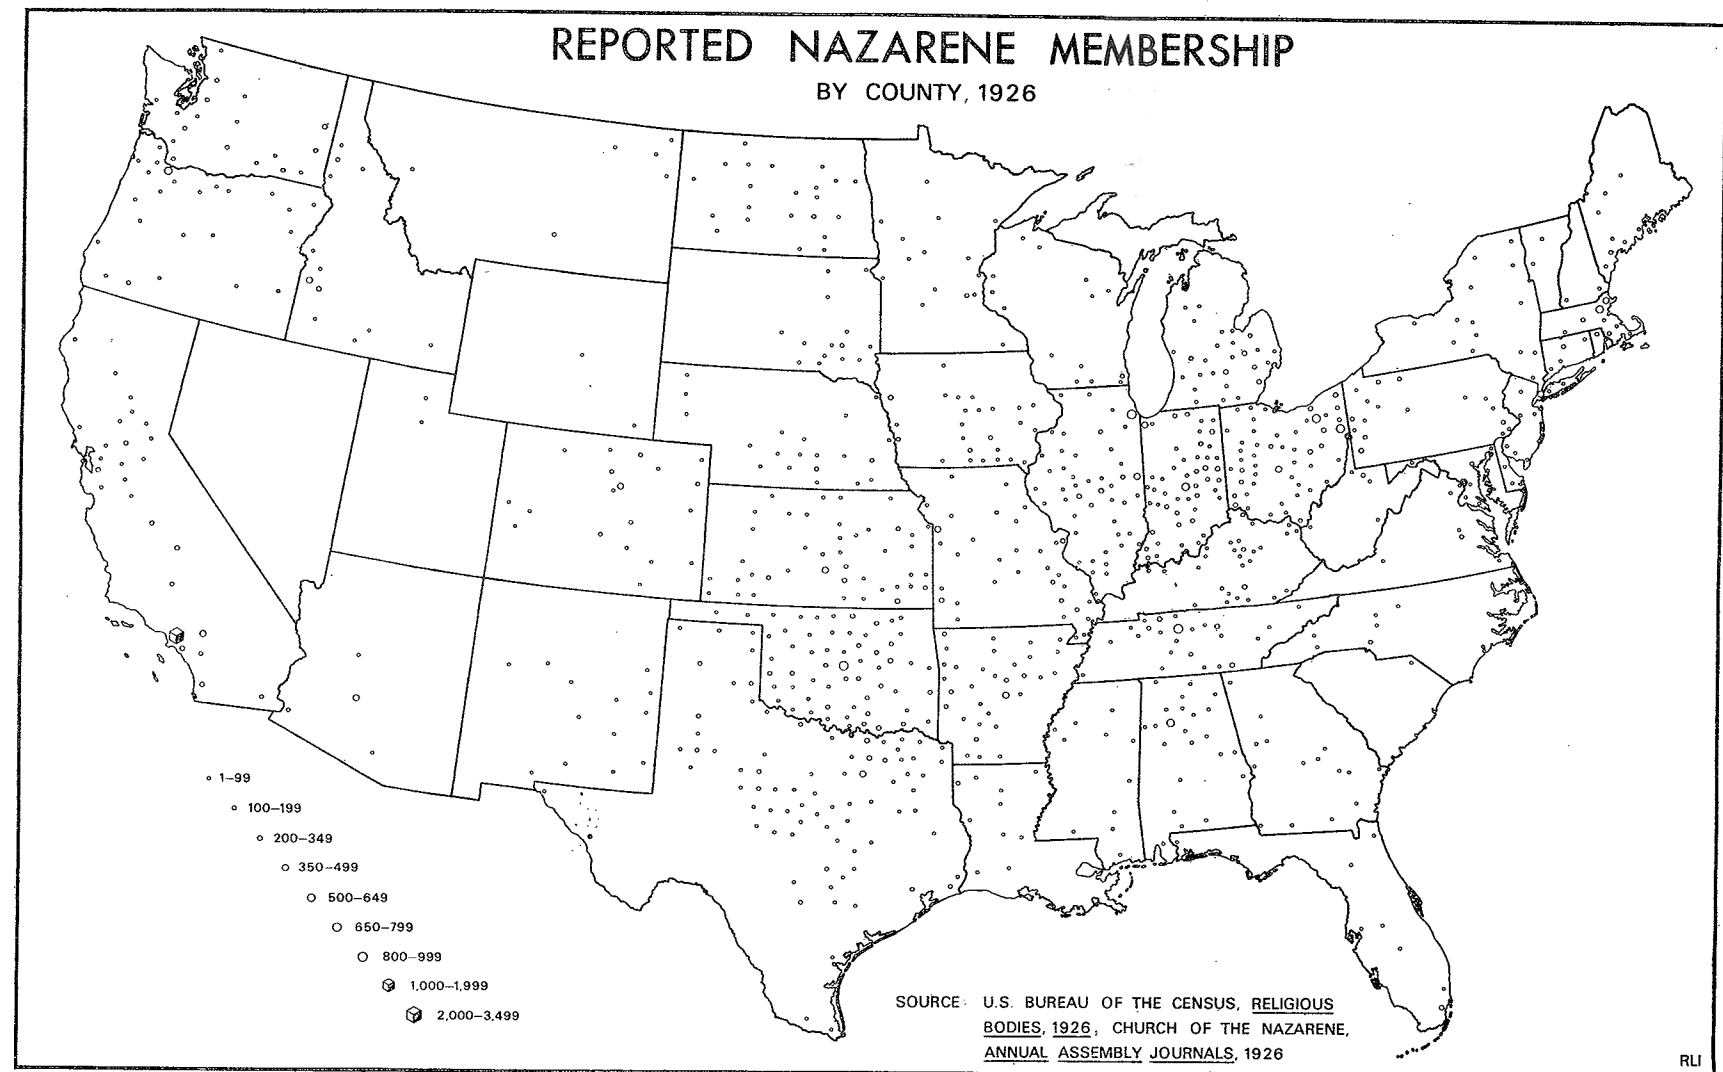 REPORTED NAZARENE MEMBERSHIP
BY COUNTY, 1926
1–99
100–199
200–349
350–499
500–649
650–799
800–999
1,000–1,999
2,000–3,499
SOURCE: U.S. BUREAU OF THE CENSUS, RELIGIOUS
BODIES, 1926, CHURCH OF THE NAZARENE,
ANNUAL ASSEMBLY JOURNALS, 1926
RLI